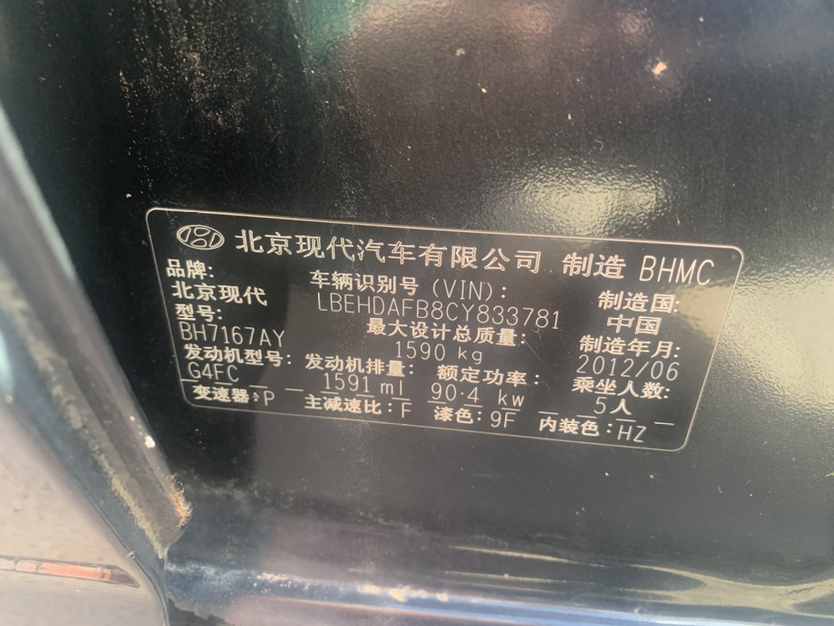 北京现代汽车有限公司 制造 BHMC
品牌: 车辆识别号 (VIN): 制造国:
北京现代 LBEHDAFB8CY833781 中国
型号: 最大设计总质量: 制造年月:
BH7167AY 1590 kg 2012/06
发动机型号: 发动机排量: 额定功率: 乘坐人数:
G4FC 1591 ml 90.4 kw 5人
变速器:P 主减速比:F 漆色:9F 内装色:HZ